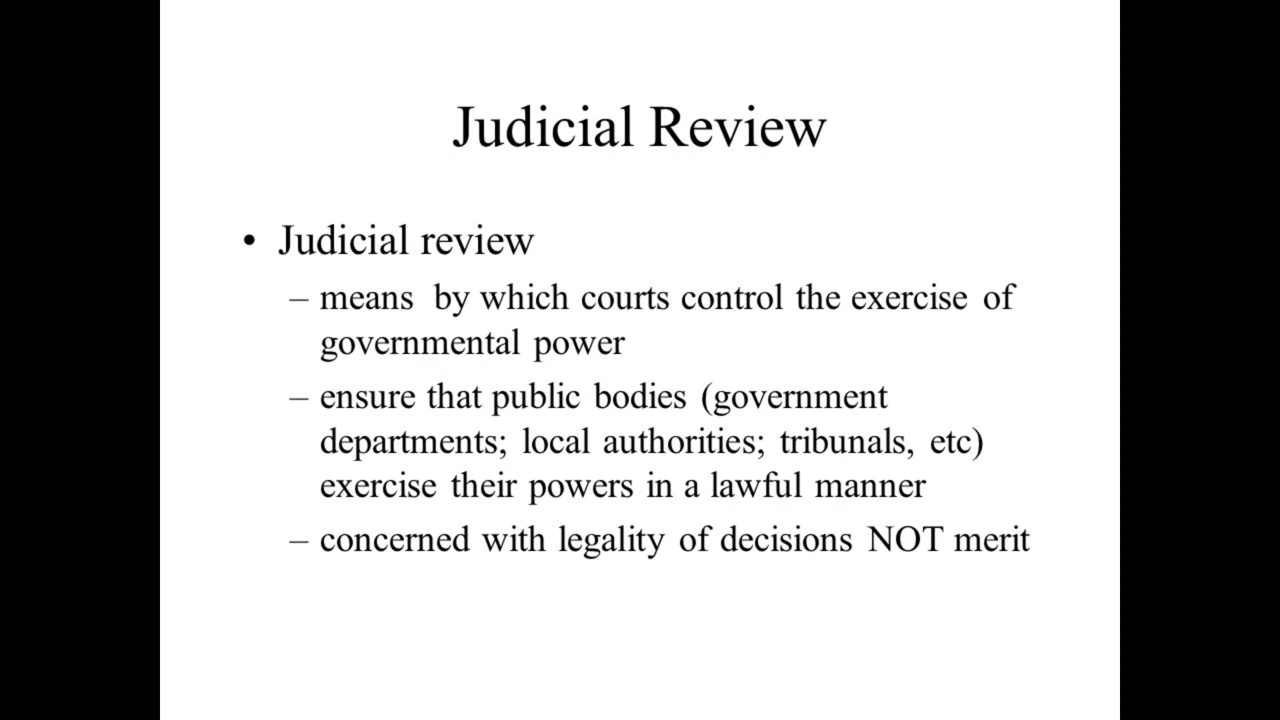 Judicial Review
• Judicial review
– means by which courts control the exercise of
governmental power
– ensure that public bodies (government
departments; local authorities; tribunals, etc)
exercise their powers in a lawful manner
– concerned with legality of decisions NOT merit